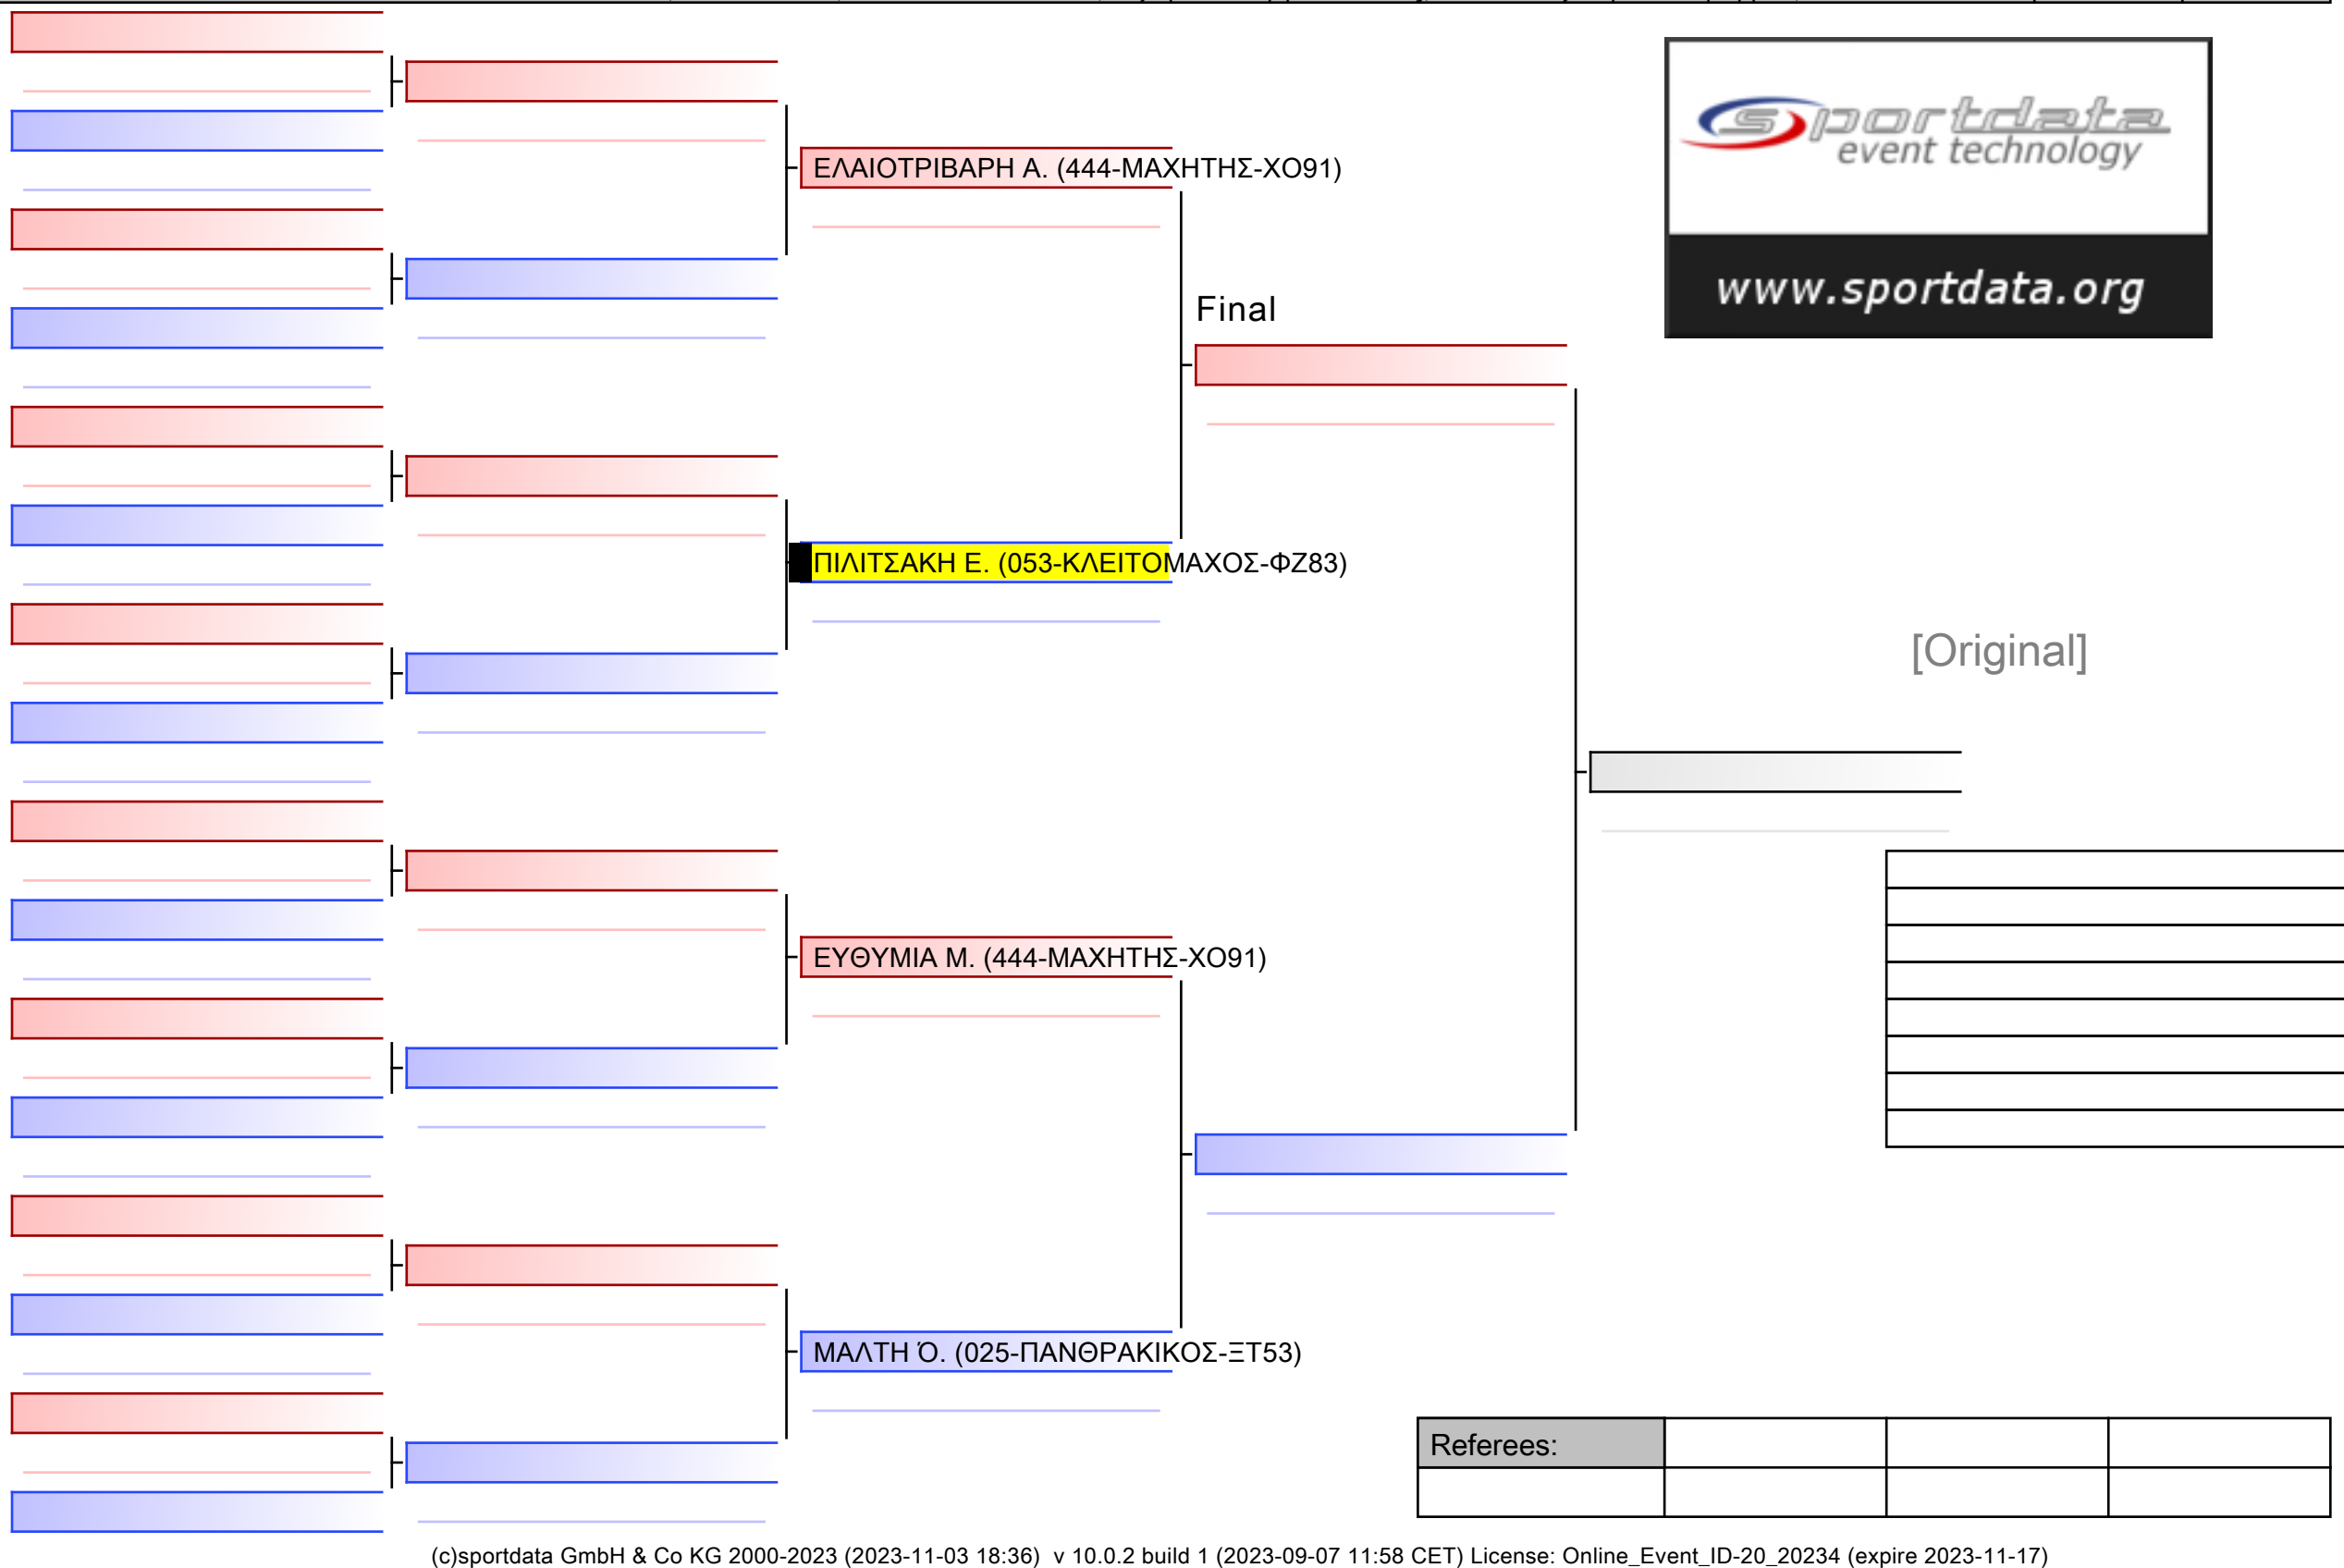 sportdata
event technology
www.sportdata.org
ΕΛΑΙΟΤΡΙΒΑΡΗ Α. (444-ΜΑΧΗΤΗΣ-ΧΟ91)
Final
ΠΙΛΙΤΣΑΚΗ Ε. (053-ΚΛΕΙΤΟΜΑΧΟΣ-ΦΖ83)
[Original]
ΕΥΘΥΜΙΑ Μ. (444-ΜΑΧΗΤΗΣ-ΧΟ91)
ΜΑΛΤΗ Ό. (025-ΠΑΝΘΡΑΚΙΚΟΣ-ΞΤ53)
Referees:
(c)sportdata GmbH & Co KG 2000-2023 (2023-11-03 18:36) v 10.0.2 build 1 (2023-09-07 11:58 CET) License: Online_Event_ID-20_20234 (expire 2023-11-17)